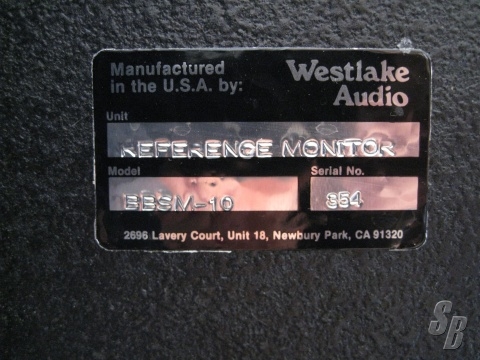 Manufactured
in the U.S.A. by:
Westlake
Audio
Unit
REFERENCE MONITOR
Model
BBSM-10
Serial No.
854
2696 Lavery Court, Unit 18, Newbury Park, CA 91320
SB